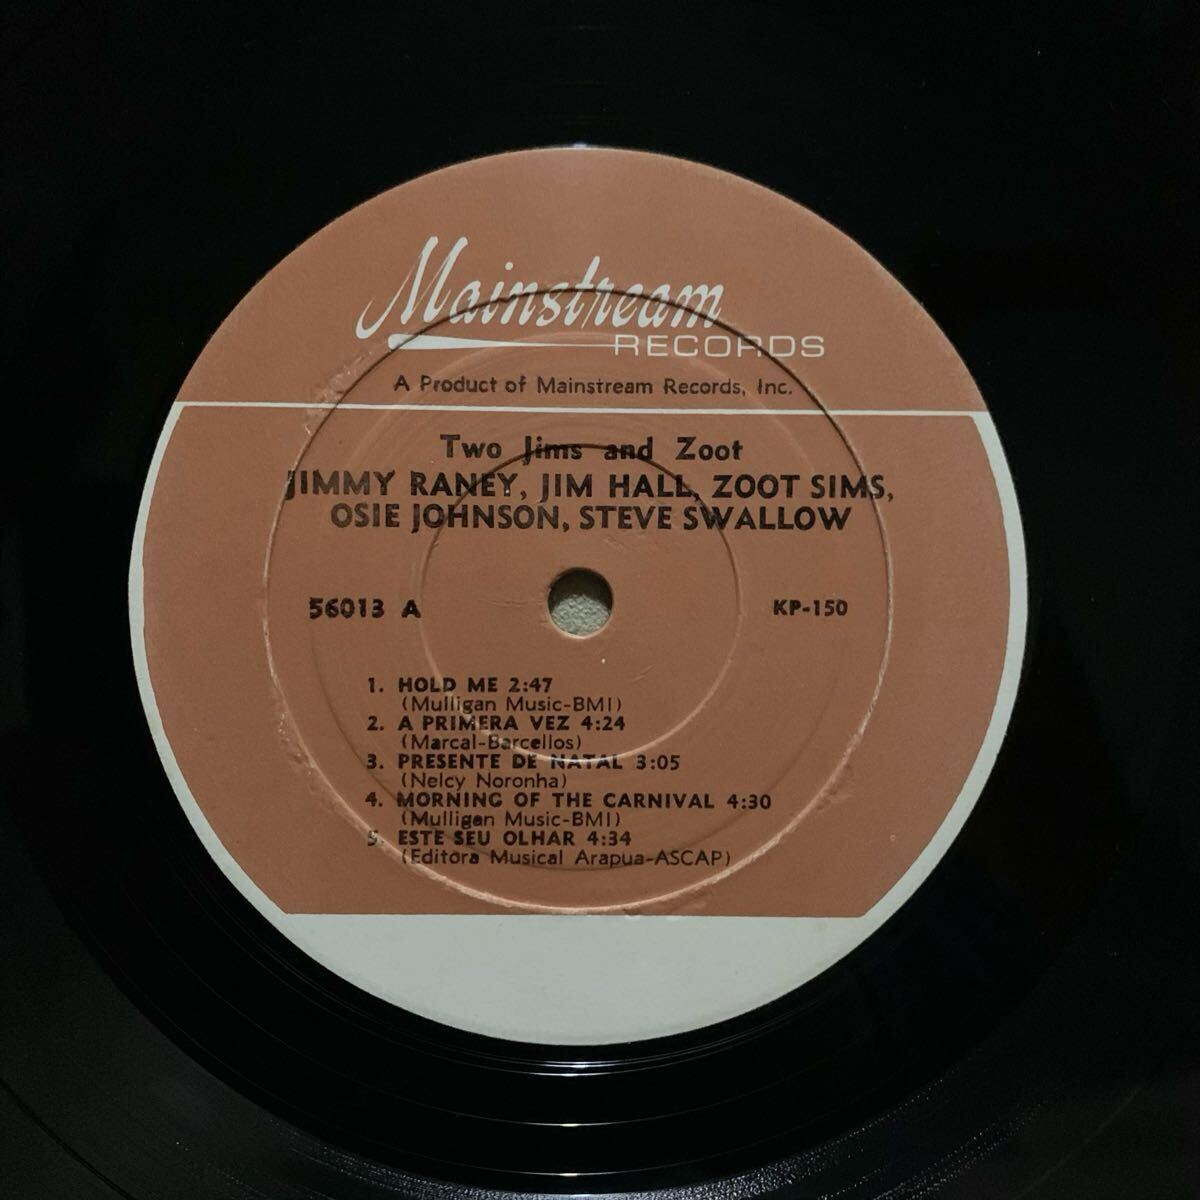 Mainstream
RECORDS
A Product of Mainstream Records, Inc.
Two Jims and Zoot
JIMMY RANEY, JIM HALL, ZOOT SIMS,
OSIE JOHNSON, STEVE SWALLOW
56013 A KP-150
1. HOLD ME 2:47
(Mulligan Music-BMI)
2. A PRIMERA VEZ 4:24
(Marcal-Barcellos)
3. PRESENTE DE NATAL 3:05
(Nelcy Noronha)
4. MORNING OF THE CARNIVAL 4:30
(Mulligan Music-BMI)
5. ESTE SEU OLHAR 4:34
(Editora Musical Arapua-ASCAP)